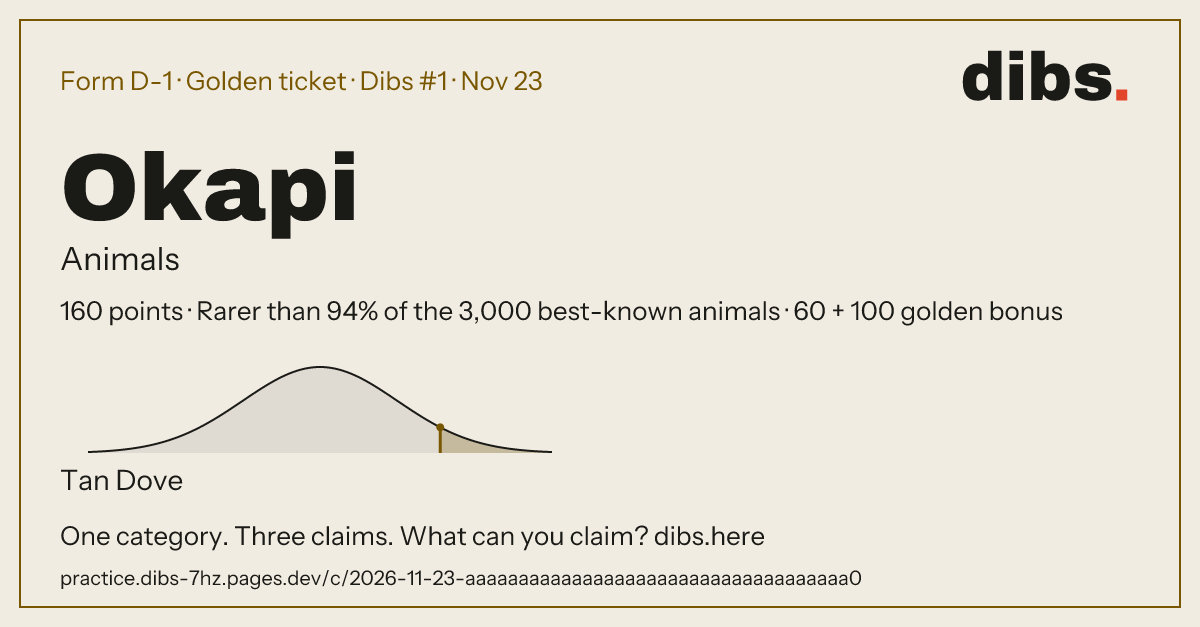 Form D-1 · Golden ticket · Dibs #1 · Nov 23
dibs.
Okapi
Animals
160 points · Rarer than 94% of the 3,000 best-known animals · 60 + 100 golden bonus
Tan Dove
One category. Three claims. What can you claim? dibs.here
practice.dibs-7hz.pages.dev/c/2026-11-23-aaaaaaaaaaaaaaaaaaaaaaaaaaaaaaaaaaaa0